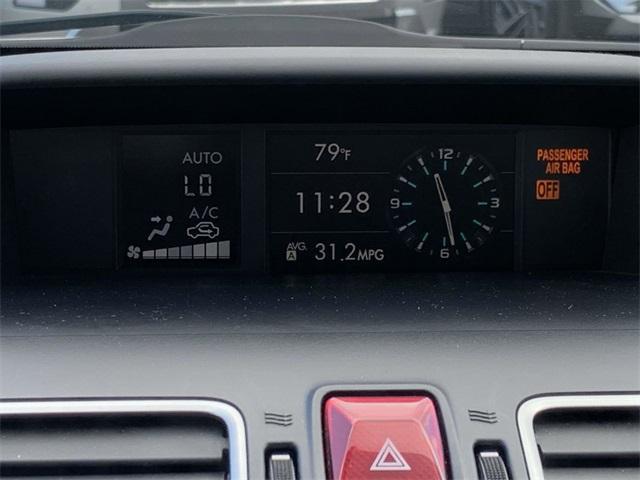 AUTO
LO
A/C
79°F
11:28
AVG. A 31.2MPG
12
3
6
9
PASSENGER
AIR BAG
OFF